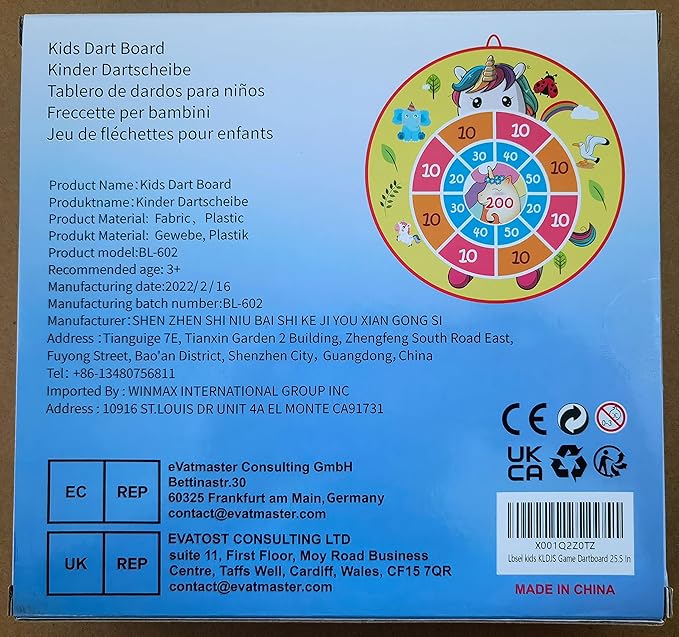 Kids Dart Board
Kinder Dartscheibe
Tablero de dardos para niños
Freccette per bambini
Jeu de fléchettes pour enfants
Product Name:Kids Dart Board
Produktname:Kinder Dartscheibe
Product Material: Fabric, Plastic
Produkt Material: Gewebe, Plastik
Product model:BL-602
Recommended age: 3+
Manufacturing date:2022/2/16
Manufacturing batch number:BL-602
Manufacturer:SHEN ZHEN SHI NIU BAI SHI KE JI YOU XIAN GONG SI
Address :Tianguige 7E, Tianxin Garden 2 Building, Zhengfeng South Road East,
Fuyong Street, Bao'an District, Shenzhen City, Guangdong,China
Tel: +86-13480756811
Imported By : WINMAX INTERNATIONAL GROUP INC
Address : 10916 ST.LOUIS DR UNIT 4A EL MONTE CA91731
10 10
30 40
10 20 50 10
200
10 50 20 10
40 50
10 10
EC REP
eVatmaster Consulting GmbH
Bettinastr.30
60325 Frankfurt am Main,Germany
contact@evatmaster.com
UK REP
EVATOST CONSULTING LTD
suite 11, First Floor, Moy Road Business
Centre, Taffs Well, Cardiff, Wales, CF15 7QR
contact@evatmaster.com
CE
0-3
UK
CA
X001Q2Z0TZ
Lbsel kids KLDJS Game Dartboard 25.5 In
MADE IN CHINA